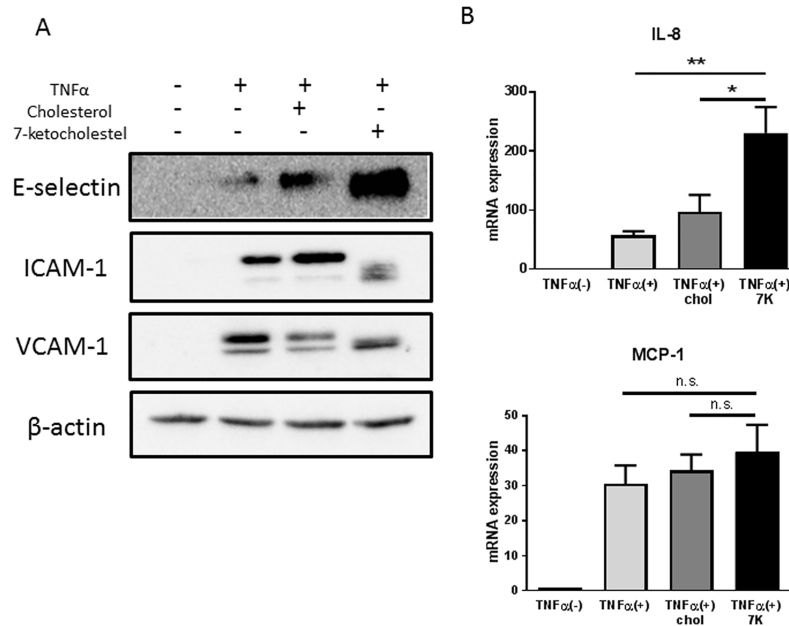 A
TNFα - + + +
Cholesterol - - + -
7-ketocholestel - - - +
E-selectin
ICAM-1
VCAM-1
β-actin
B
IL-8
**
*
mRNA expression
300
200
100
0
TNFα(-) TNFα(+) TNFα(+) TNFα(+)
chol 7K
MCP-1
n.s.
n.s.
mRNA expression
50
40
30
20
10
0
TNFα(-) TNFα(+) TNFα(+) TNFα(+)
chol 7K